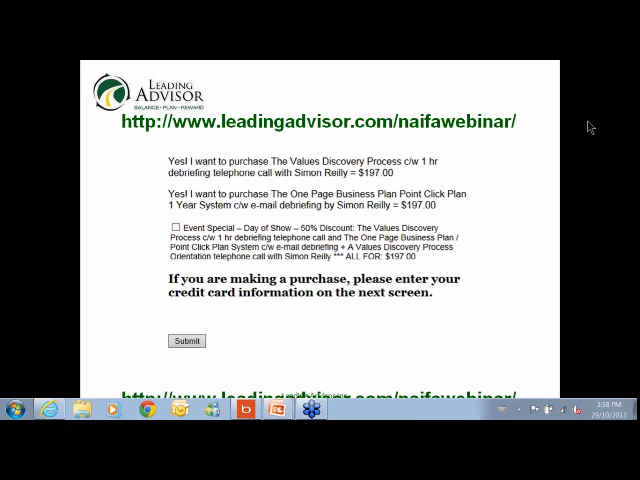 LEADING
ADVISOR
BALANCE • PLAN • REWARD
http://www.leadingadvisor.com/naifawebinar/
Yes! I want to purchase The Values Discovery Process c/w 1 hr
debriefing telephone call with Simon Reilly = $197.00
Yes! I want to purchase The One Page Business Plan Point Click Plan
1 Year System c/w e-mail debriefing by Simon Reilly = $197.00
Event Special – Day of Show – 50% Discount: The Values Discovery
Process c/w 1 hr debriefing telephone call and The One Page Business Plan /
Point Click Plan System c/w e-mail debriefing + A Values Discovery Process
Orientation telephone call with Simon Reilly *** ALL FOR: $197.00
If you are making a purchase, please enter your
credit card information on the next screen.
Submit
http://www.leadingadvisor.com/naifawebinar/
3:58 PM
29/10/2013